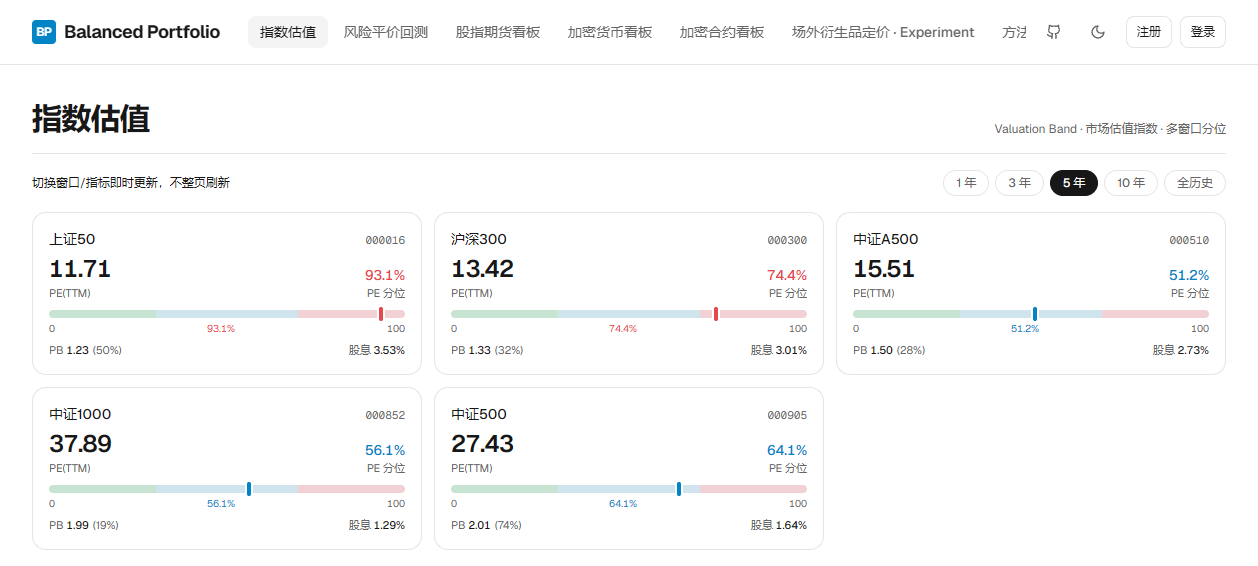 BP Balanced Portfolio 指数估值 风险平价回测 股指期货看板 加密货币看板 加密合约看板 场外衍生品定价 · Experiment 方法 注册 登录
指数估值
Valuation Band · 市场估值指数 · 多窗口分位
切换窗口/指标即时更新，不整页刷新 1 年 3 年 5 年 10 年 全历史
上证50 000016
11.71 93.1%
PE(TTM) PE 分位
0 93.1% 100
PB 1.23 (50%) 股息 3.53%
沪深300 000300
13.42 74.4%
PE(TTM) PE 分位
0 74.4% 100
PB 1.33 (32%) 股息 3.01%
中证A500 000510
15.51 51.2%
PE(TTM) PE 分位
0 51.2% 100
PB 1.50 (28%) 股息 2.73%
中证1000 000852
37.89 56.1%
PE(TTM) PE 分位
0 56.1% 100
PB 1.99 (19%) 股息 1.29%
中证500 000905
27.43 64.1%
PE(TTM) PE 分位
0 64.1% 100
PB 2.01 (74%) 股息 1.64%